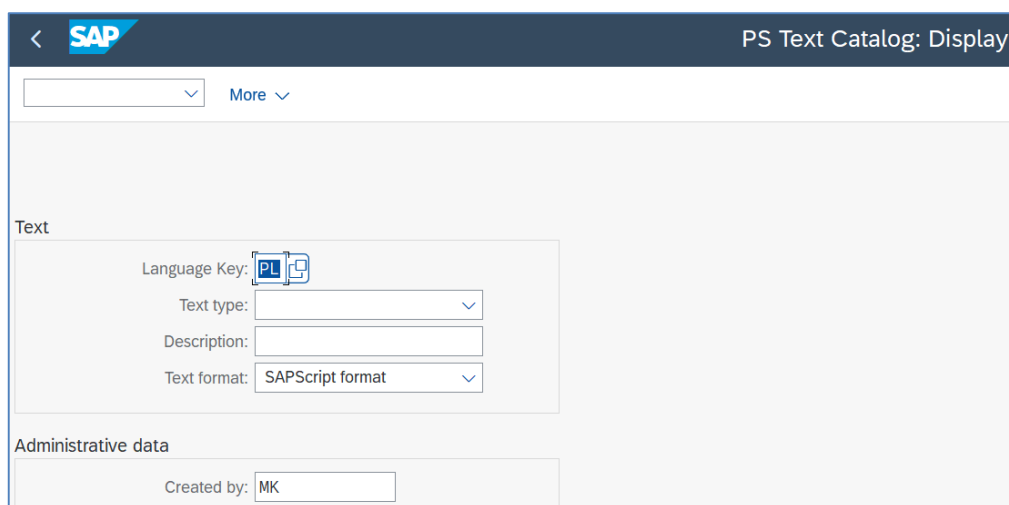 SAP PS Text Catalog: Display
More
Text
Language Key: PL
Text type:
Description:
Text format: SAPScript format
Administrative data
Created by: MK